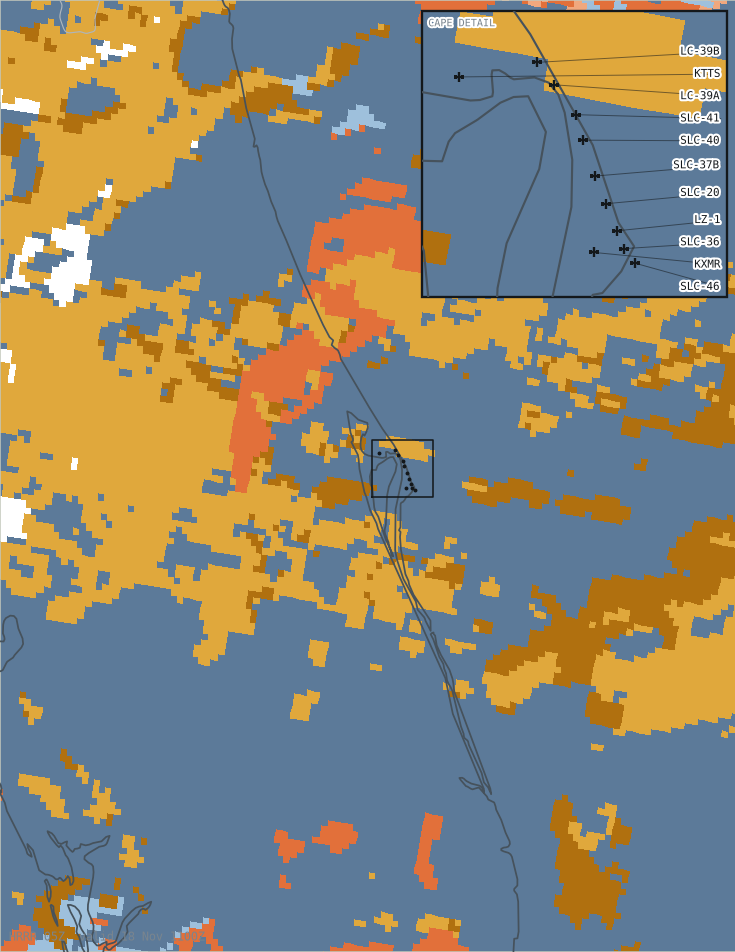 CAPE DETAIL
LC-39B
KTTS
LC-39A
SLC-41
SLC-40
SLC-37B
SLC-20
LZ-1
SLC-36
KXMR
SLC-46